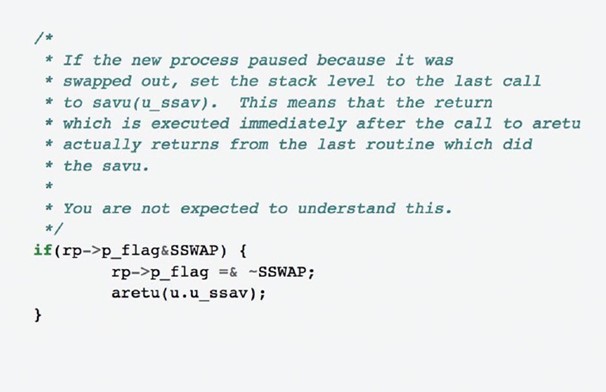 /*
 * If the new process paused because it was
 * swapped out, set the stack level to the last call
 * to savu(u_ssav).  This means that the return
 * which is executed immediately after the call to aretu
 * actually returns from the last routine which did
 * the savu.
 *
 * You are not expected to understand this.
 */
if(rp->p_flag&SSWAP) {
        rp->p_flag =& ~SSWAP;
        aretu(u.u_ssav);
}